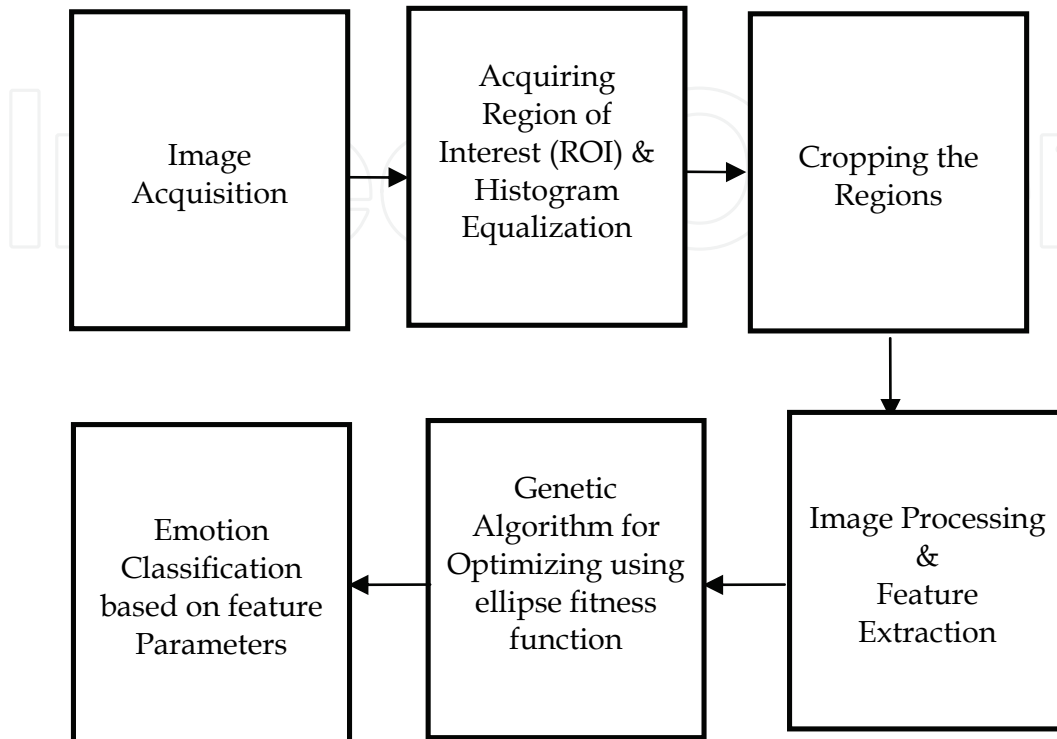 Image
Acquisition
Acquiring
Region of
Interest (ROI) &
Histogram
Equalization
Cropping the
Regions
Image Processing
&
Feature
Extraction
Genetic
Algorithm for
Optimizing using
ellipse fitness
function
Emotion
Classification
based on feature
Parameters